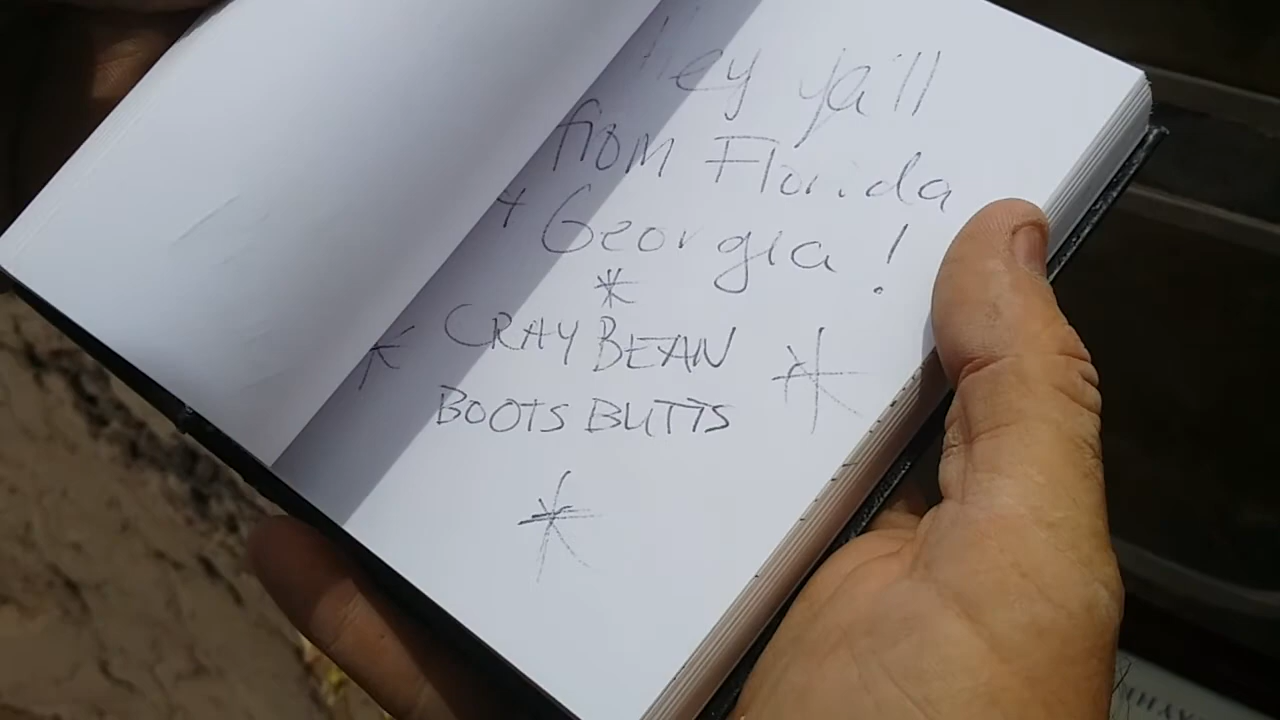 Hey ya'll
from Florida
+ Georgia!
*
* CRAY BEAN *
BOOTS BUTTS
*